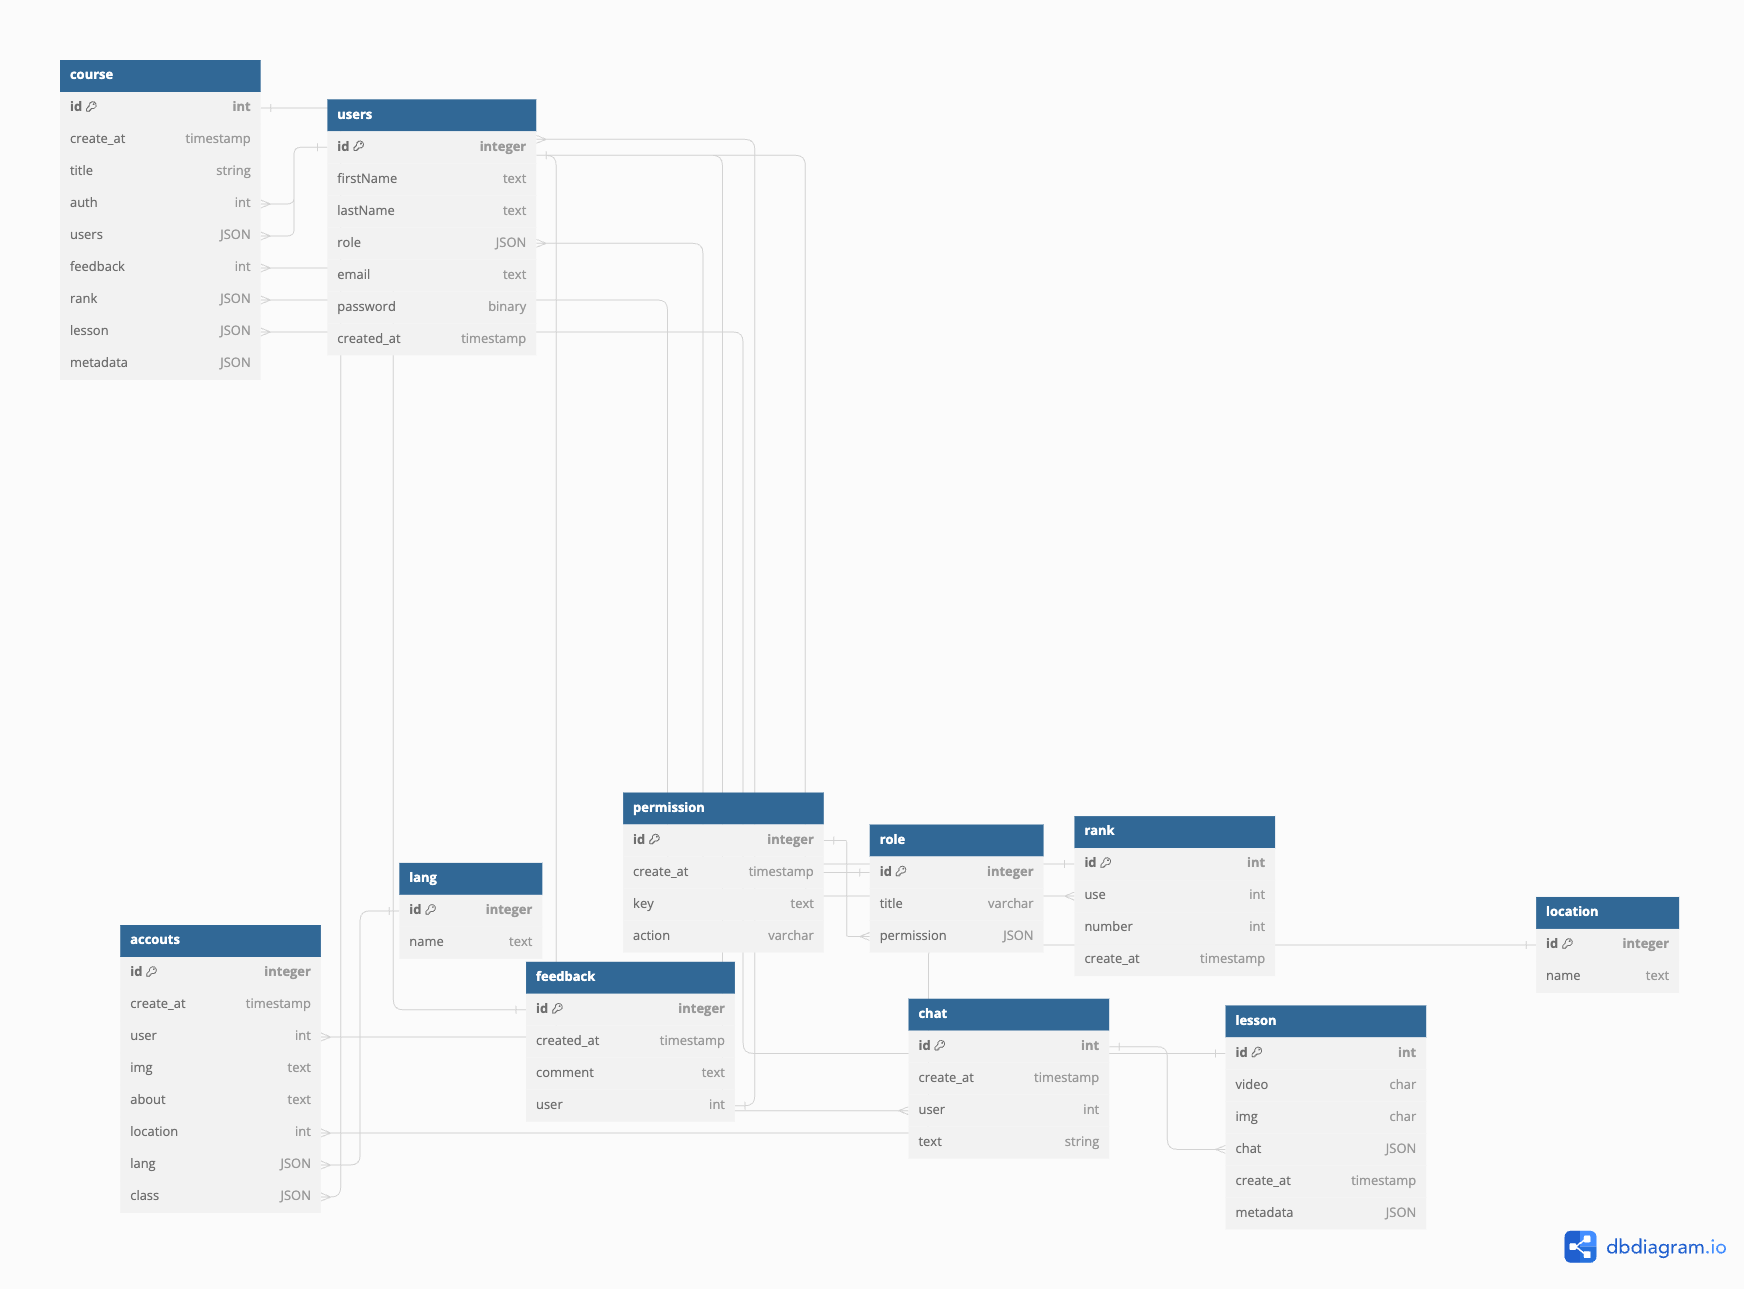 course
id int
create_at timestamp
title string
auth int
users JSON
feedback int
rank JSON
lesson JSON
metadata JSON
users
id integer
firstName text
lastName text
role JSON
email text
password binary
created_at timestamp
permission
id integer
create_at timestamp
key text
action varchar
role
id integer
title varchar
permission JSON
rank
id int
use int
number int
create_at timestamp
lang
id integer
name text
location
id integer
name text
accouts
id integer
create_at timestamp
user int
img text
about text
location int
lang JSON
class JSON
feedback
id integer
created_at timestamp
comment text
user int
chat
id int
create_at timestamp
user int
text string
lesson
id int
video char
img char
chat JSON
create_at timestamp
metadata JSON
dbdiagram.io